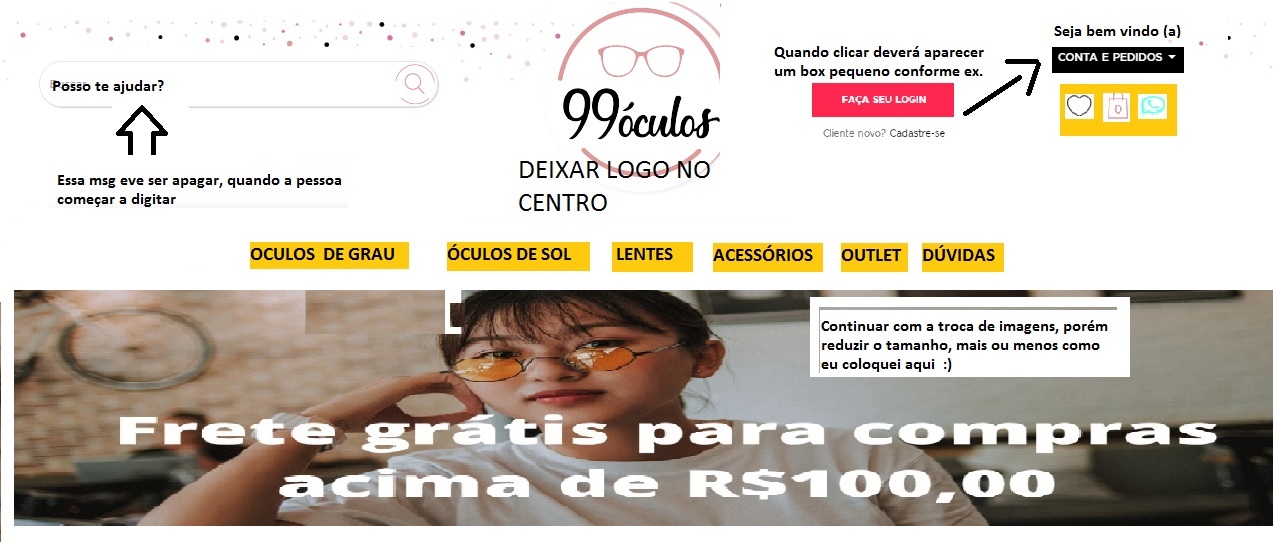 Posso te ajudar?
Essa msg eve ser apagar, quando a pessoa
começar a digitar
99óculos
DEIXAR LOGO NO
CENTRO
Quando clicar deverá aparecer
um box pequeno conforme ex.
FAÇA SEU LOGIN
Cliente novo? Cadastre-se
Seja bem vindo (a)
CONTA E PEDIDOS
0
OCULOS  DE GRAU
ÓCULOS DE SOL
LENTES
ACESSÓRIOS
OUTLET
DÚVIDAS
Continuar com a troca de imagens, porém
reduzir o tamanho, mais ou menos como
eu coloquei aqui  :)
Frete grátis para compras
acima de R$100,00